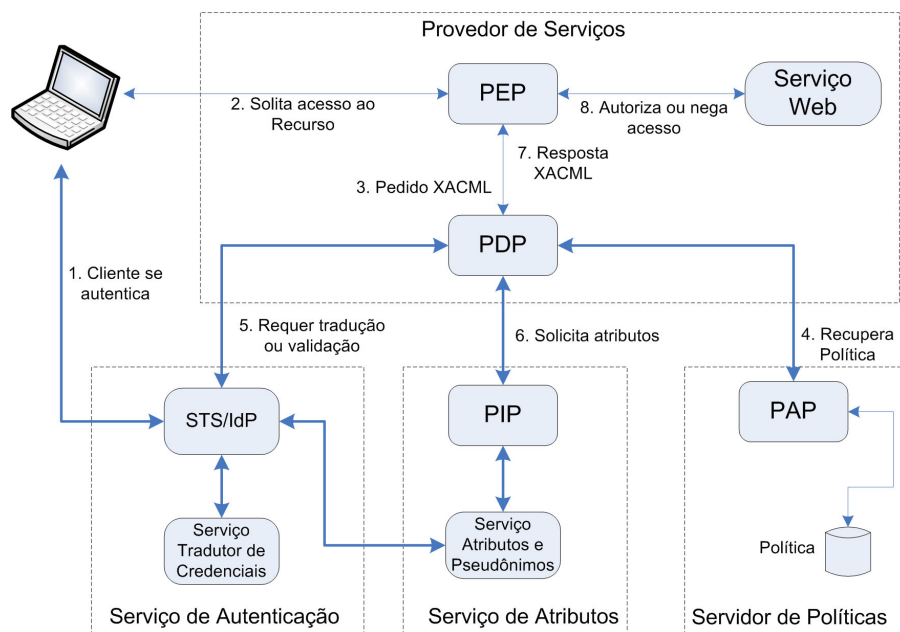 Provedor de Serviços
PEP
Serviço
Web
2. Solita acesso ao
Recurso
8. Autoriza ou nega
acesso
7. Resposta
XACML
3. Pedido XACML
PDP
1. Cliente se
autentica
5. Requer tradução
ou validação
6. Solicita atributos
4. Recupera
Política
STS/IdP
PIP
PAP
Serviço
Tradutor de
Credenciais
Serviço
Atributos e
Pseudônimos
Política
Serviço de Autenticação
Serviço de Atributos
Servidor de Políticas